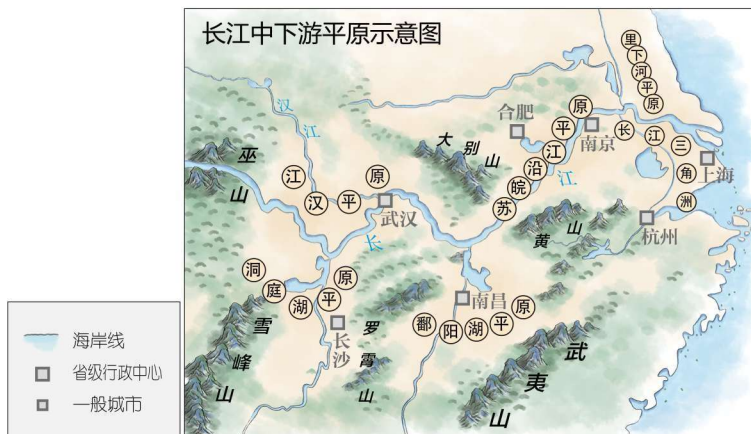 长江中下游平原示意图
里下河平原
汉江
合肥
苏皖沿江平原
南京
长江三角洲
上海
大别山
巫山
江汉平原
武汉
长江
黄山
杭州
洞庭湖平原
南昌
鄱阳湖平原
长沙
罗霄山
雪峰山
武夷山
海岸线
省级行政中心
一般城市